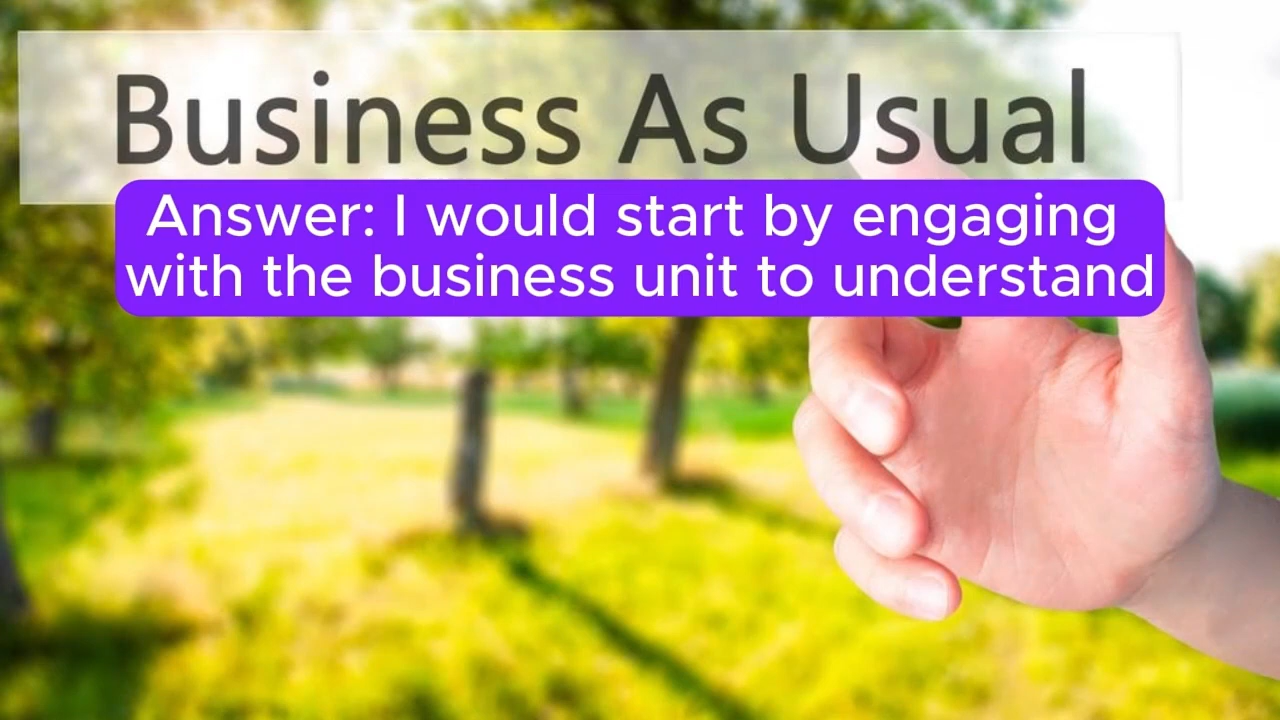 Business As Usual
Answer: I would start by engaging
with the business unit to understand